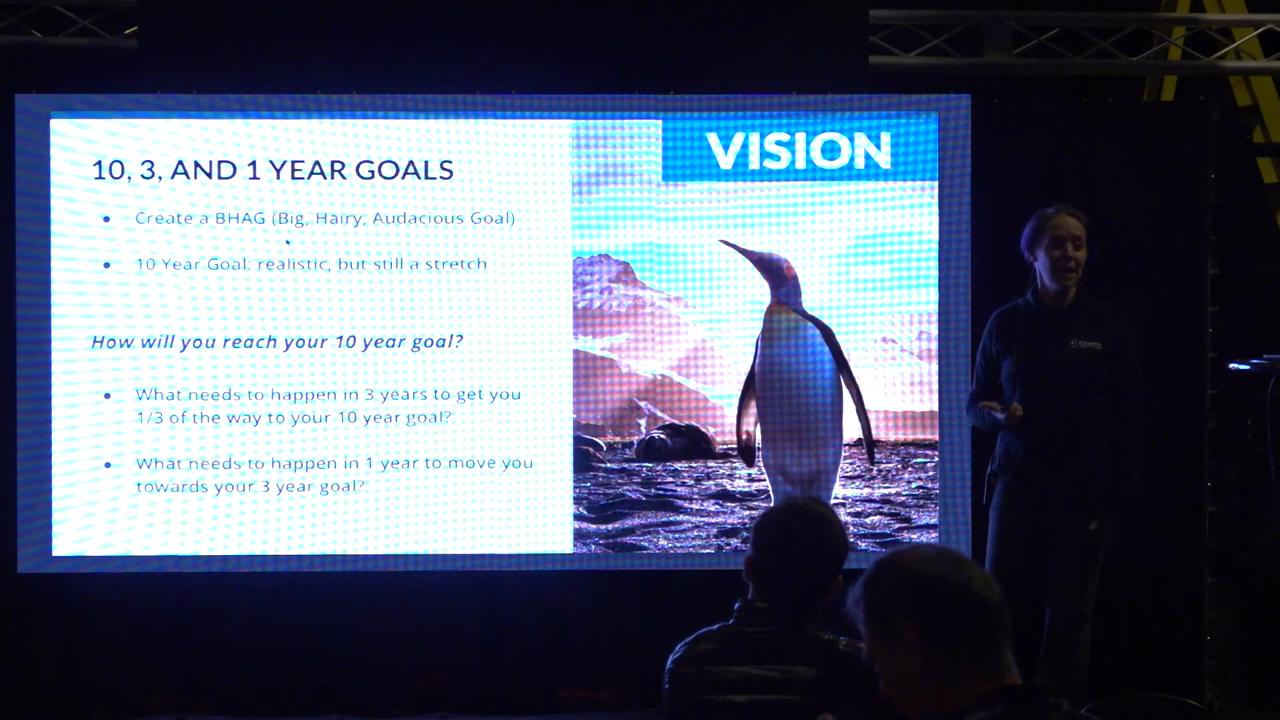 VISION
10, 3, AND 1 YEAR GOALS
• Create a BHAG (Big, Hairy, Audacious Goal)
• 10 Year Goal: realistic, but still a stretch
How will you reach your 10 year goal?
• What needs to happen in 3 years to get you
1/3 of the way to your 10 year goal?
• What needs to happen in 1 year to move you
towards your 3 year goal?